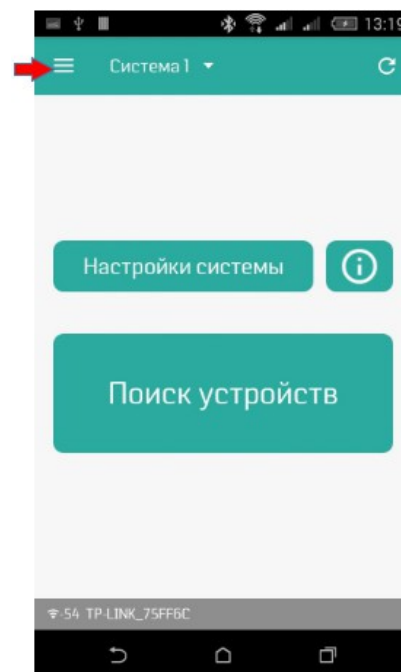 13:19
Система 1
Настройки системы
Поиск устройств
-54 TP-LINK_75FF6C